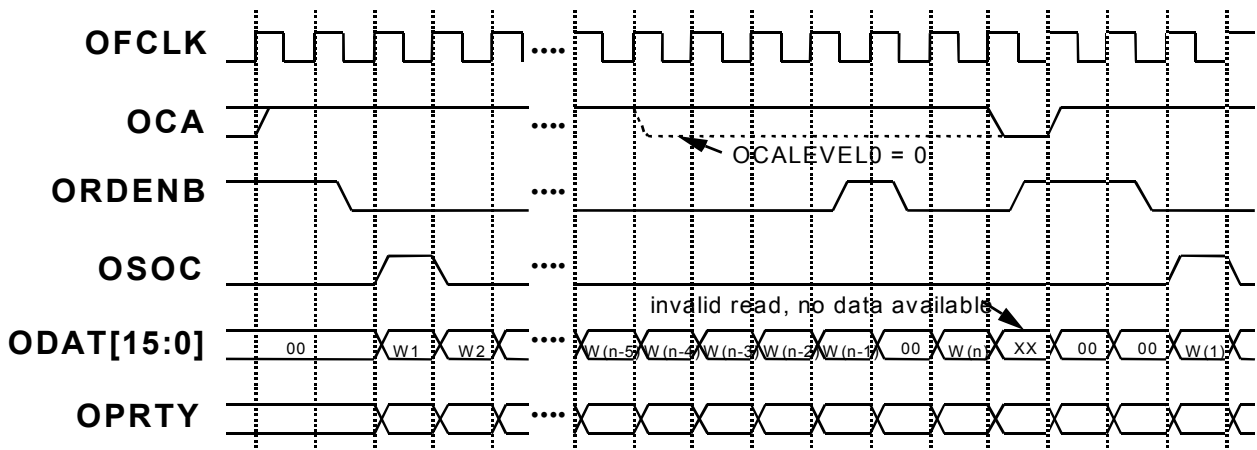 OFCLK
....
OCA
....
OCALEVEL0 = 0
ORDENB
....
OSOC
....
invalid read, no data available
ODAT[15:0]
00 W1 W2 .... W(n-5) W(n-4) W(n-3) W(n-2) W(n-1) 00 W(n) XX 00 00 W(1)
OPRTY
....